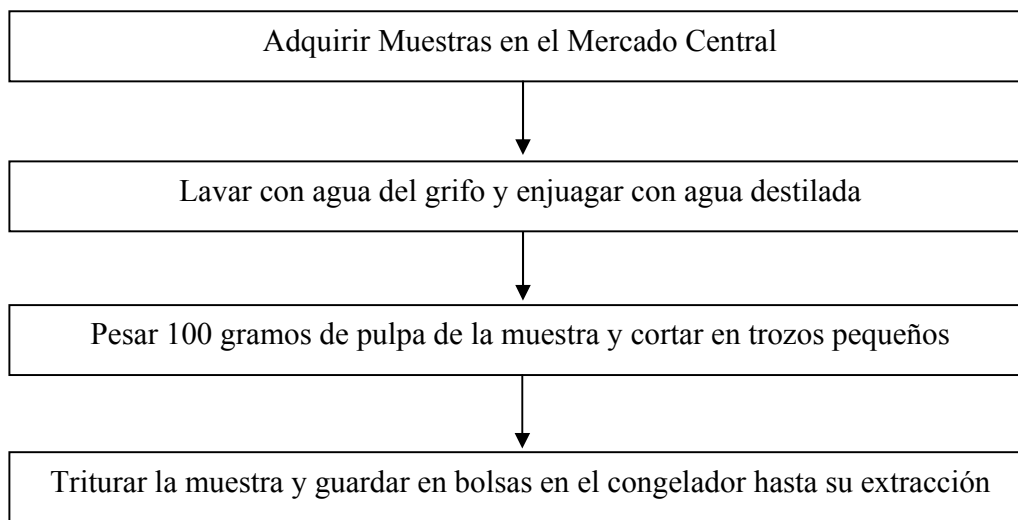 Adquirir Muestras en el Mercado Central
Lavar con agua del grifo y enjuagar con agua destilada
Pesar 100 gramos de pulpa de la muestra y cortar en trozos pequeños
Triturar la muestra y guardar en bolsas en el congelador hasta su extracción